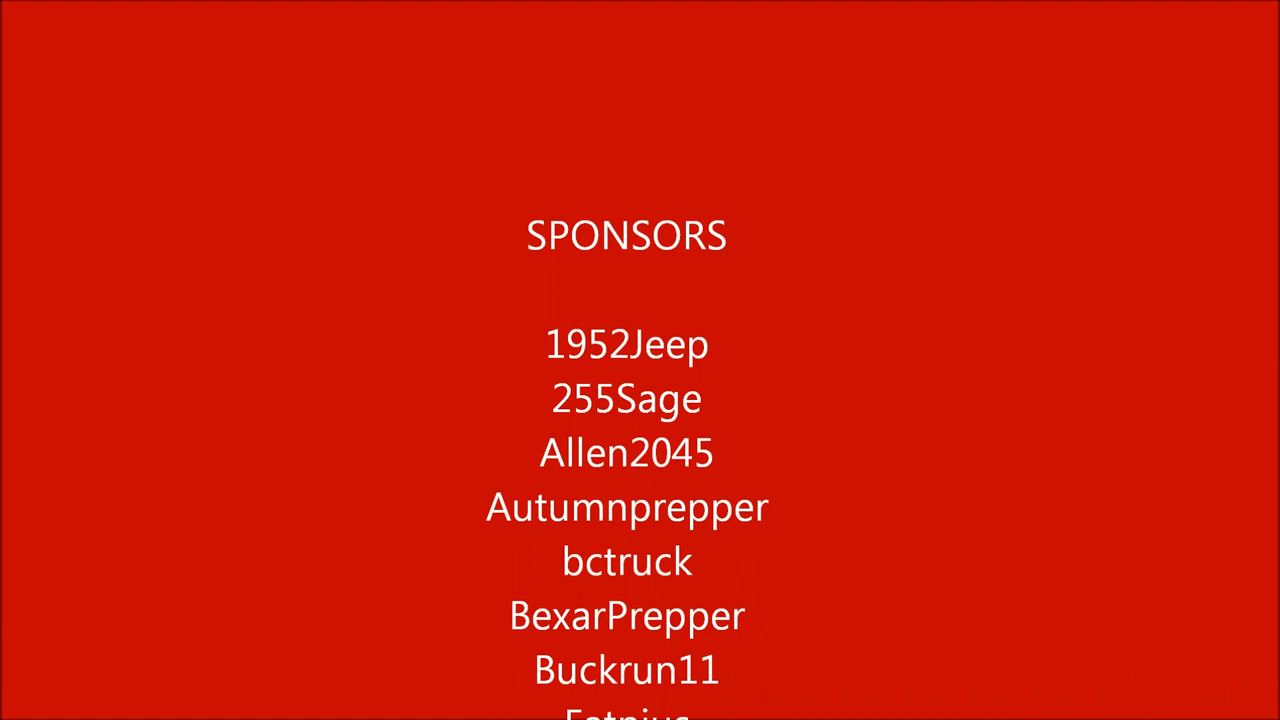 SPONSORS
1952Jeep
255Sage
Allen2045
Autumnprepper
bctruck
BexarPrepper
Buckrun11